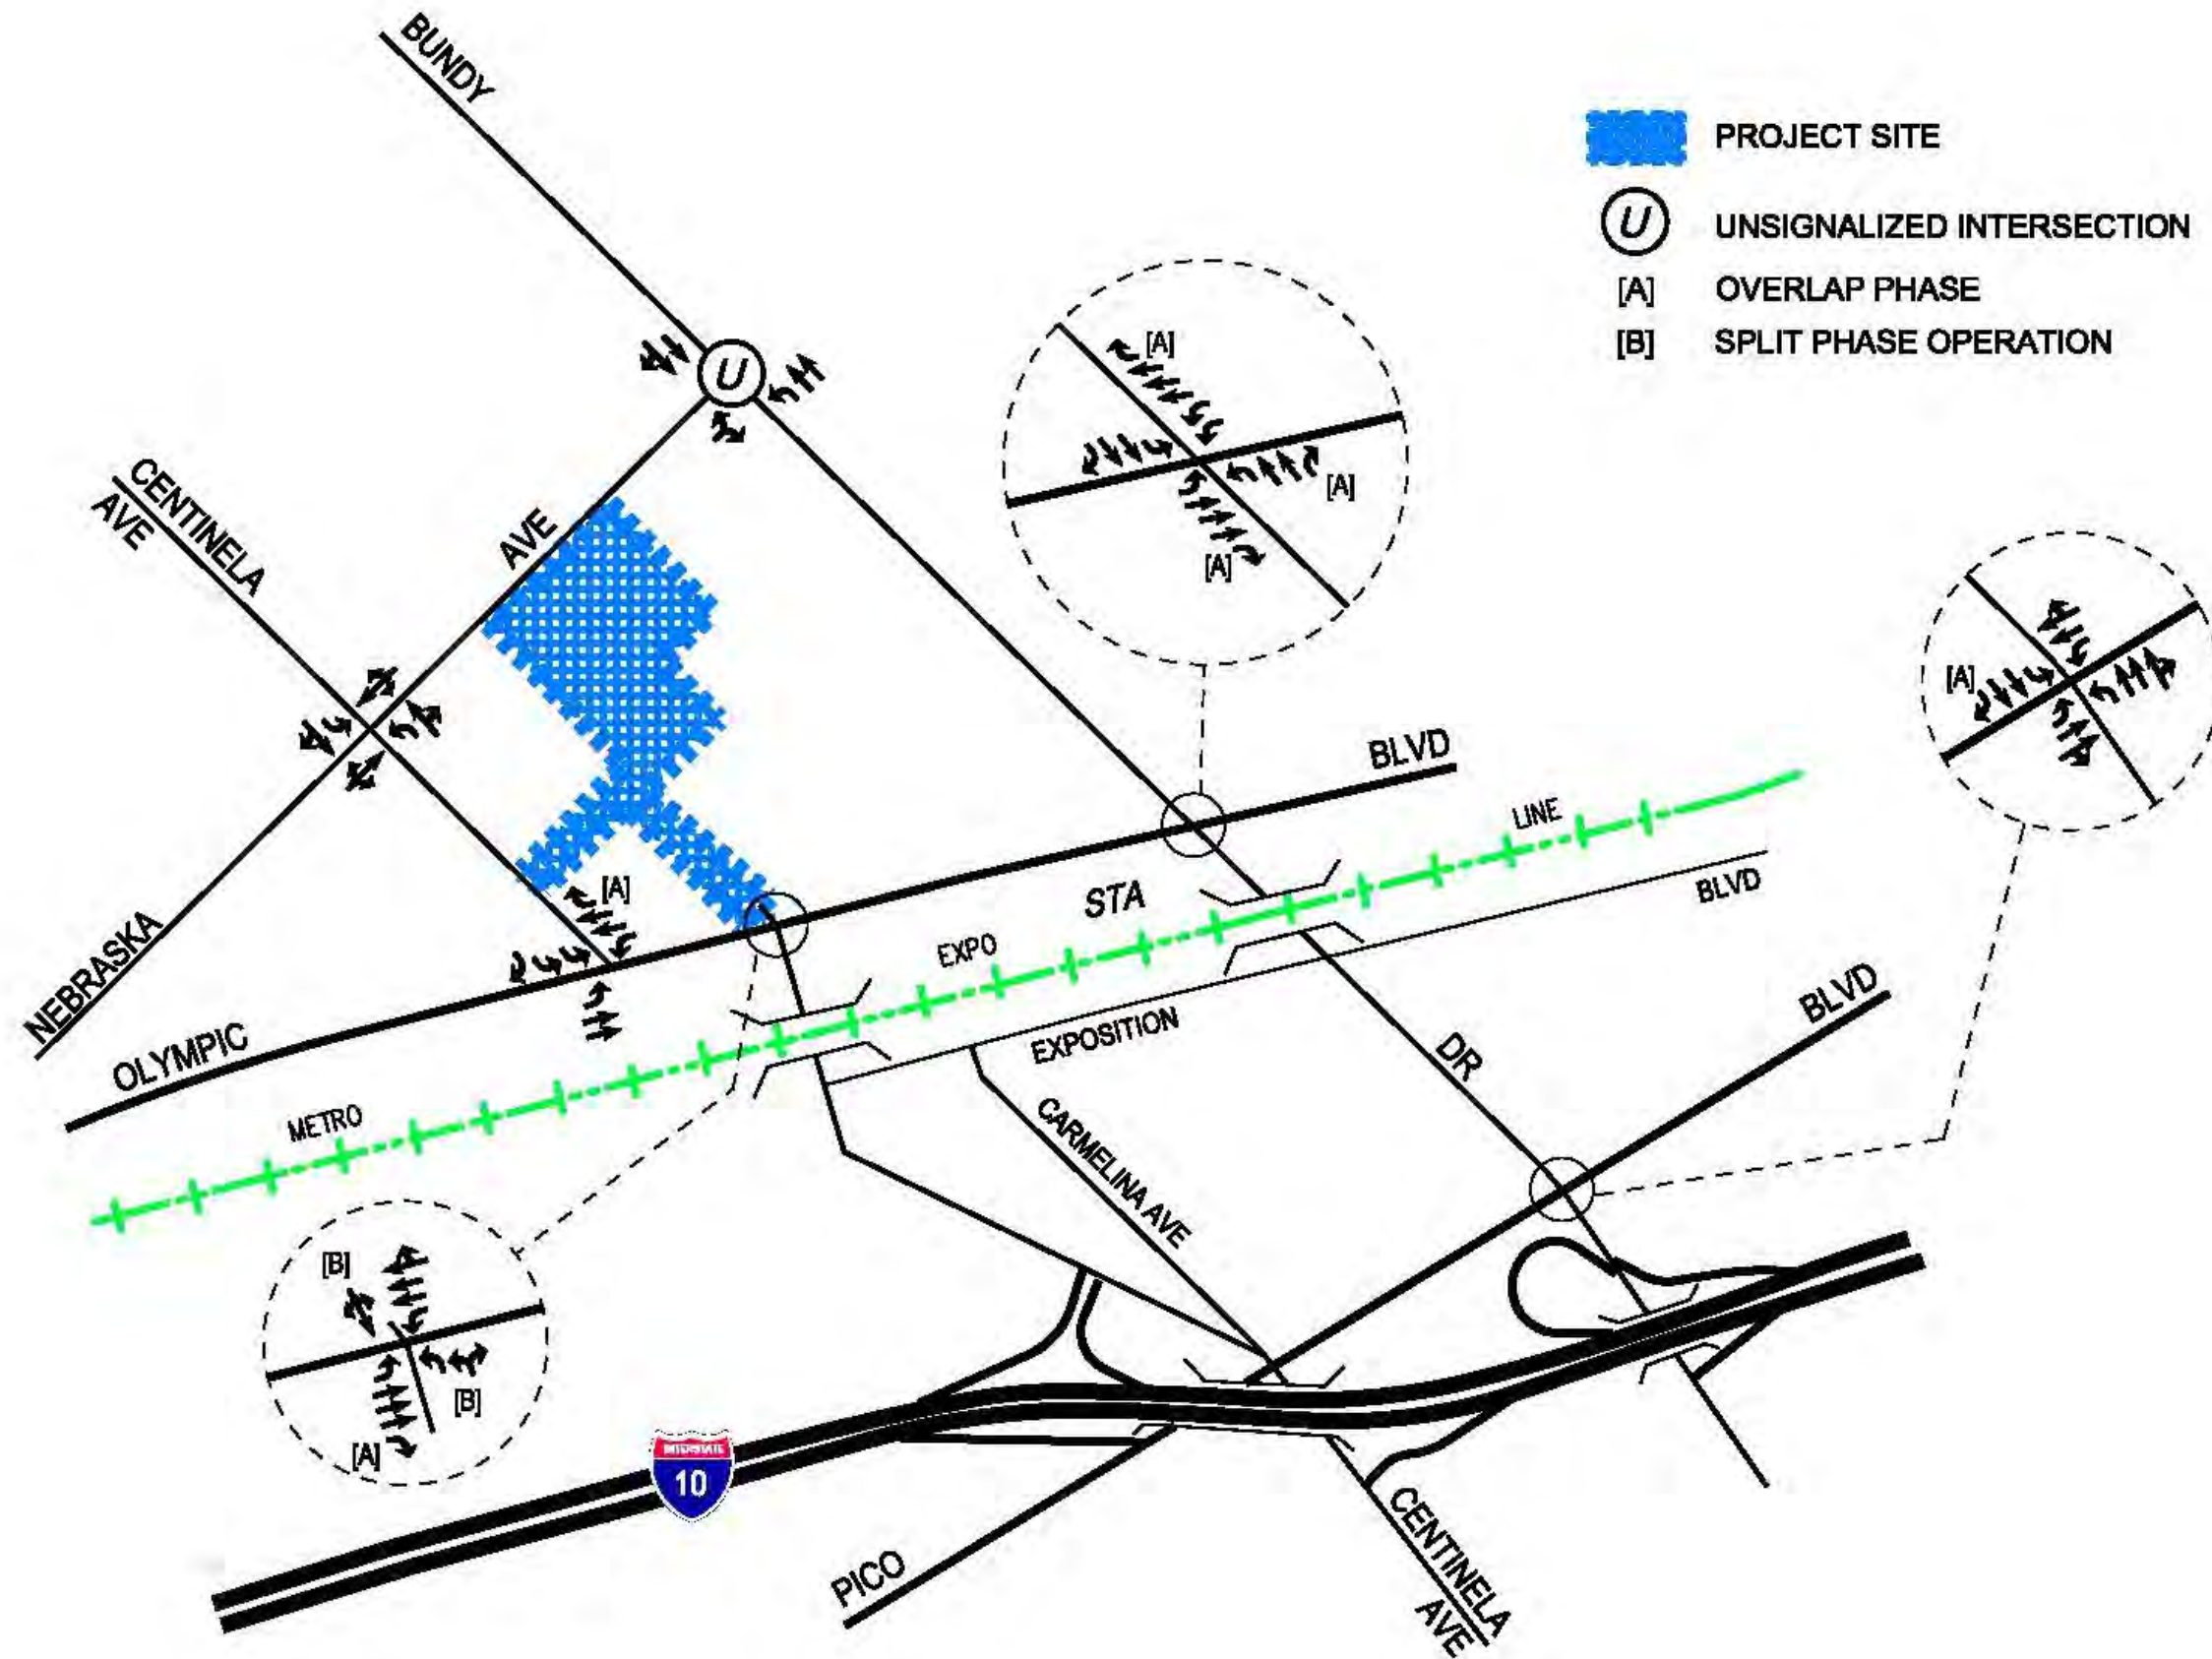 BUNDY
PROJECT SITE
U
UNSIGNALIZED INTERSECTION
[A]
OVERLAP PHASE
[B]
SPLIT PHASE OPERATION
[A]
U
[A]
[A]
CENTINELA
AVE
AVE
[A]
BLVD
LINE
[A]
STA
BLVD
EXPO
NEBRASKA
OLYMPIC
BLVD
EXPOSITION
DR
METRO
CARMELINA AVE
[B]
[B]
[A]
INTERSTATE
10
PICO
CENTINELA
AVE